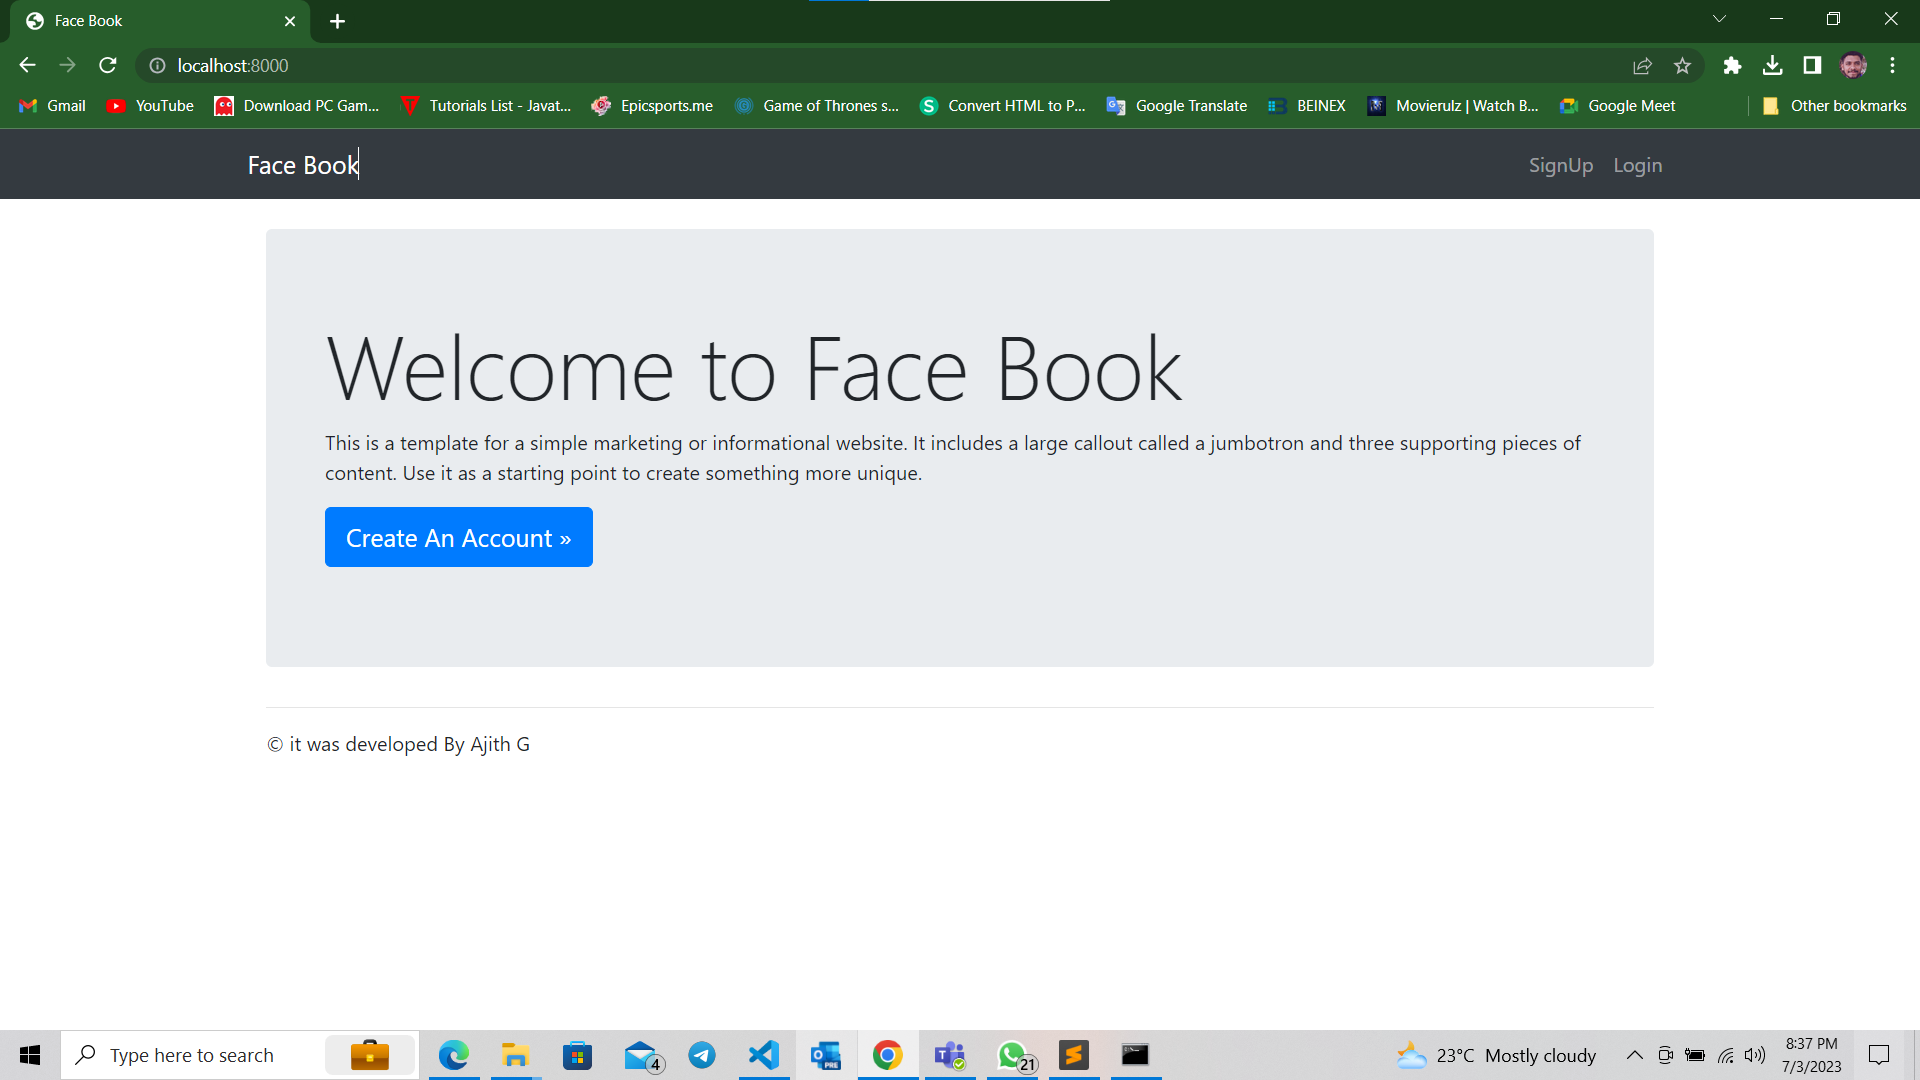 Face Book
localhost:8000
Gmail
YouTube
Download PC Gam...
Tutorials List - Javat...
Epicsports.me
Game of Thrones s...
Convert HTML to P...
Google Translate
BEINEX
Movierulz | Watch B...
Google Meet
Other bookmarks
Face Book
SignUp
Login
Welcome to Face Book
This is a template for a simple marketing or informational website. It includes a large callout called a jumbotron and three supporting pieces of
content. Use it as a starting point to create something more unique.
Create An Account »
© it was developed By Ajith G
Type here to search
4
PRE
21
23°C Mostly cloudy
8:37 PM
7/3/2023